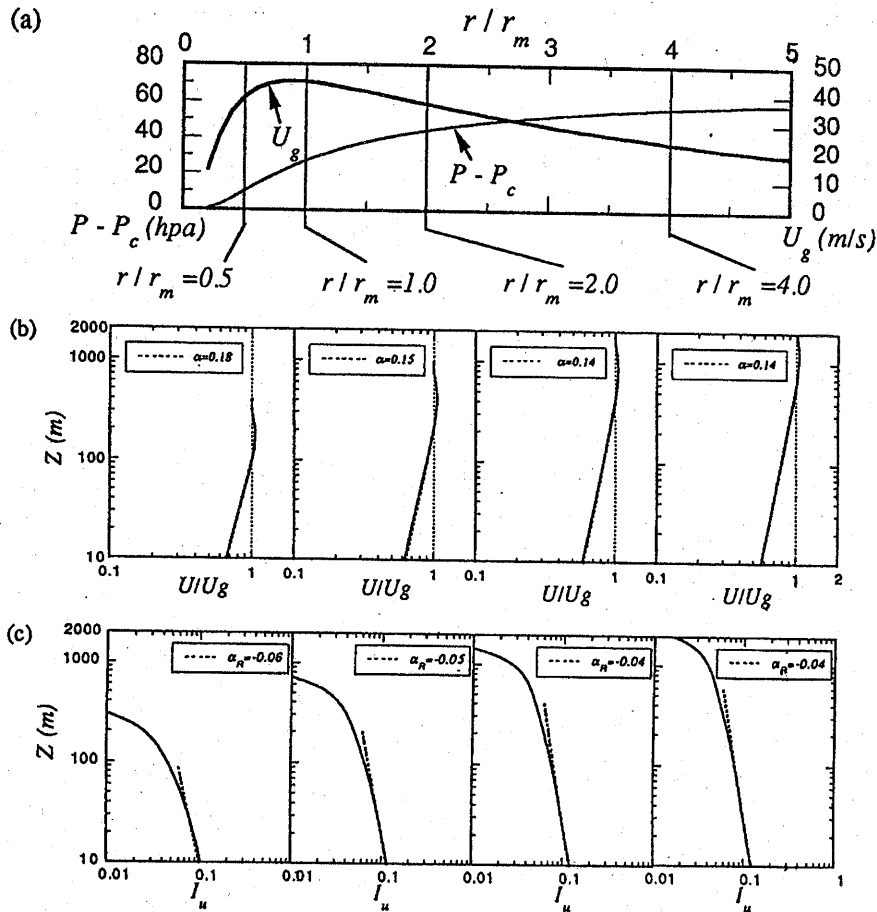 (a)
r / r_m
0 1 2 3 4 5
80 60 40 20 0
50 40 30 20 10 0
U_g
P - P_c
P - P_c (hpa)
U_g (m/s)
r / r_m =0.5 r / r_m =1.0 r / r_m =2.0 r / r_m =4.0
(b)
2000
1000
100
10
Z (m)
α=0.18 α=0.15 α=0.14 α=0.14
0.1 1 0.1 1 0.1 1 0.1 1 2
U/Ug U/Ug U/Ug U/Ug
(c)
2000
1000
100
10
Z (m)
α_R=-0.06 α_R=-0.05 α_R=-0.04 α_R=-0.04
0.01 0.1 0.01 0.1 0.01 0.1 0.01 0.1 1
I_u I_u I_u I_u